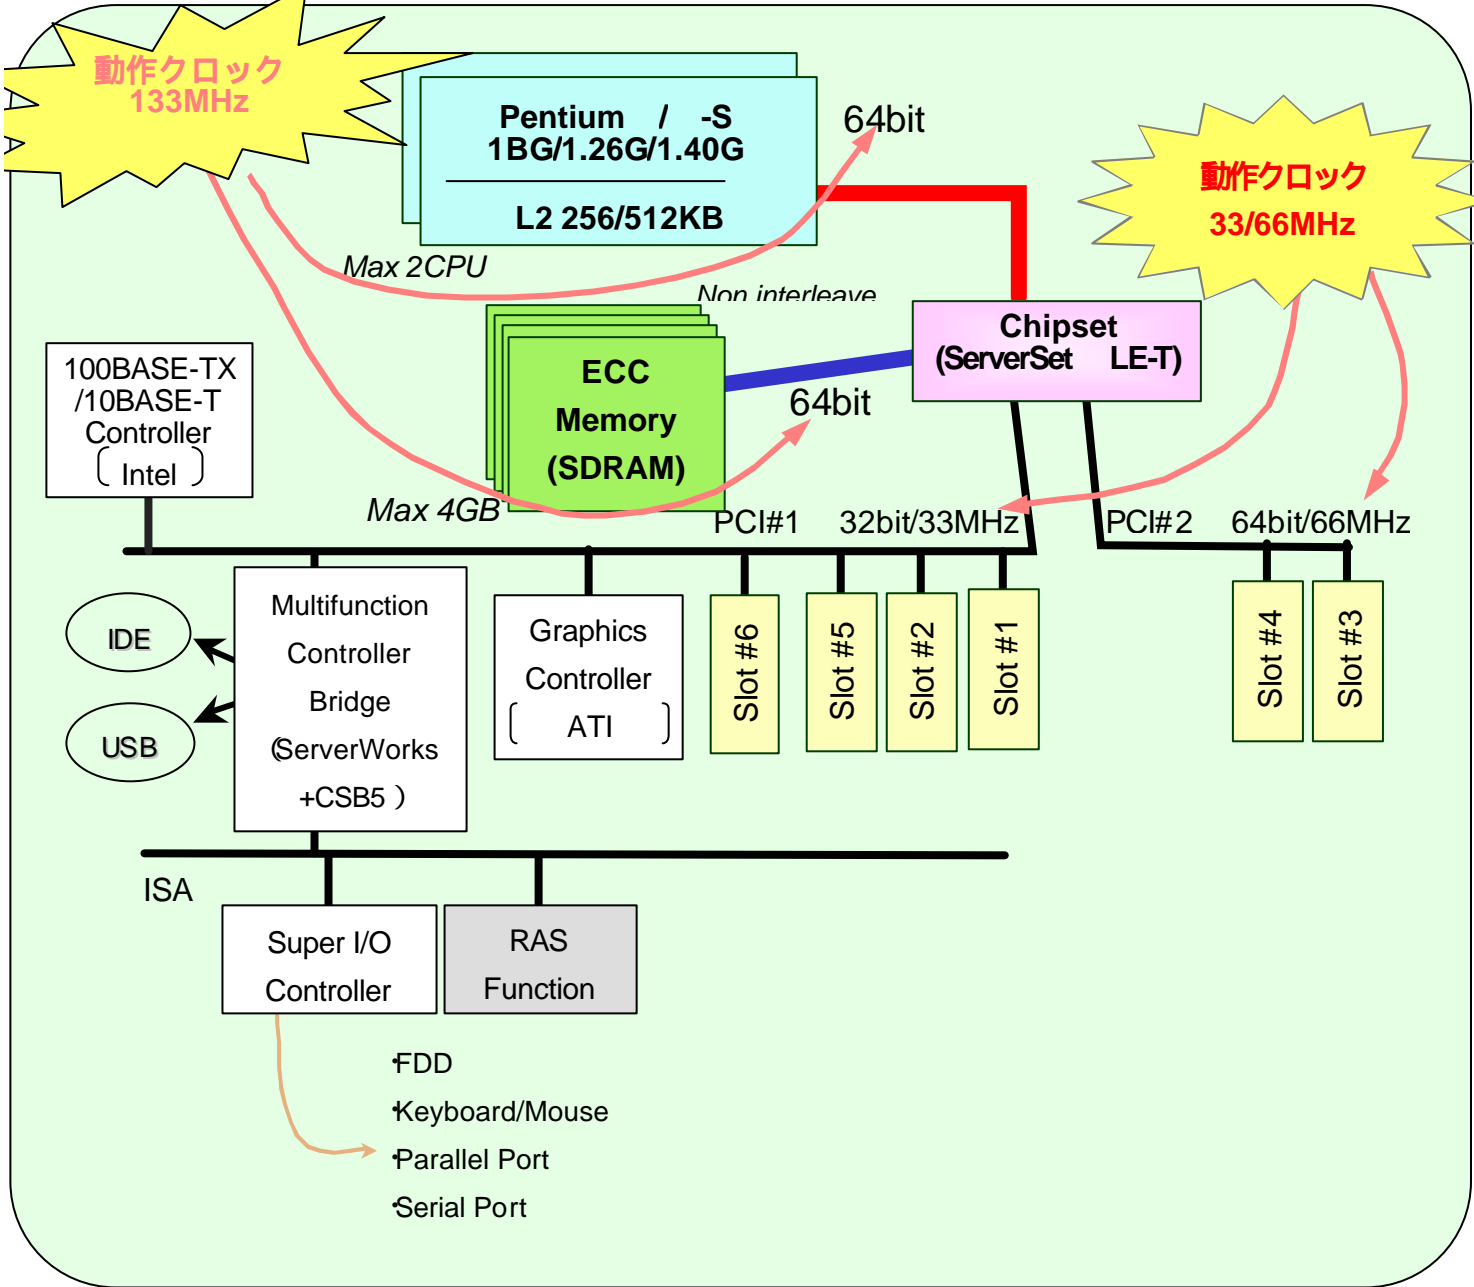 動作クロック
133MHz
Pentium / -S
1BG/1.26G/1.40G
L2 256/512KB
64bit
動作クロック
33/66MHz
Max 2CPU
Non interleave
Chipset
(ServerSet LE-T)
100BASE-TX
/10BASE-T
Controller
[ Intel ]
ECC
Memory
(SDRAM)
64bit
Max 4GB
PCI#1 32bit/33MHz
PCI#2 64bit/66MHz
IDE
USB
Multifunction
Controller
Bridge
(ServerWorks
+CSB5 )
Graphics
Controller
[ ATI ]
Slot #6
Slot #5
Slot #2
Slot #1
Slot #4
Slot #3
ISA
Super I/O
Controller
RAS
Function
・FDD
・Keyboard/Mouse
・Parallel Port
・Serial Port